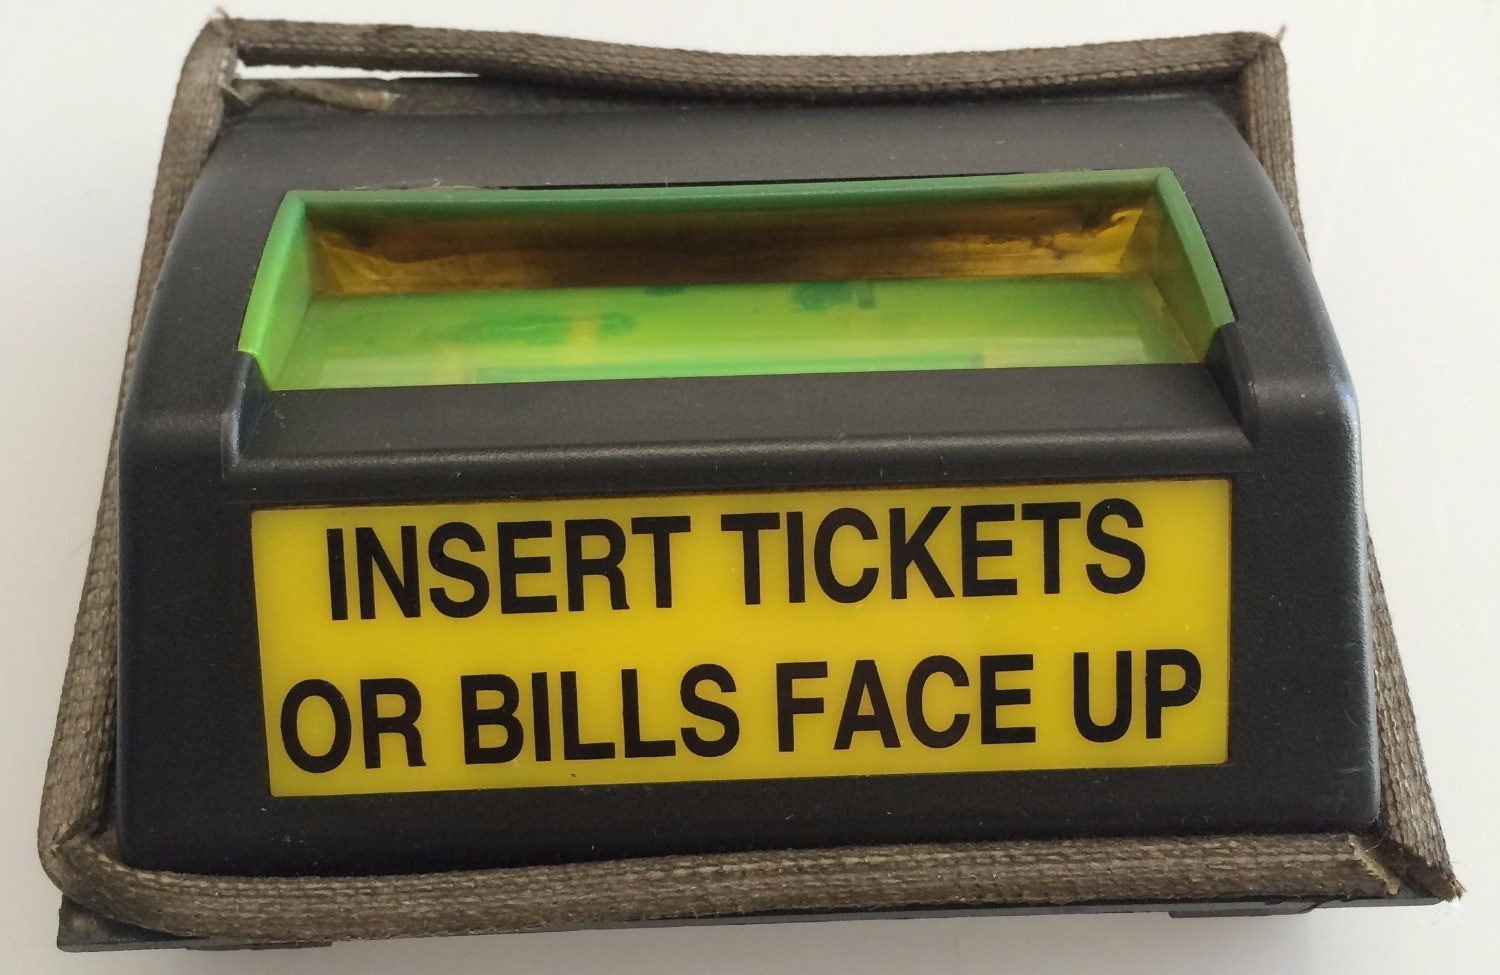 INSERT TICKETS
OR BILLS FACE UP